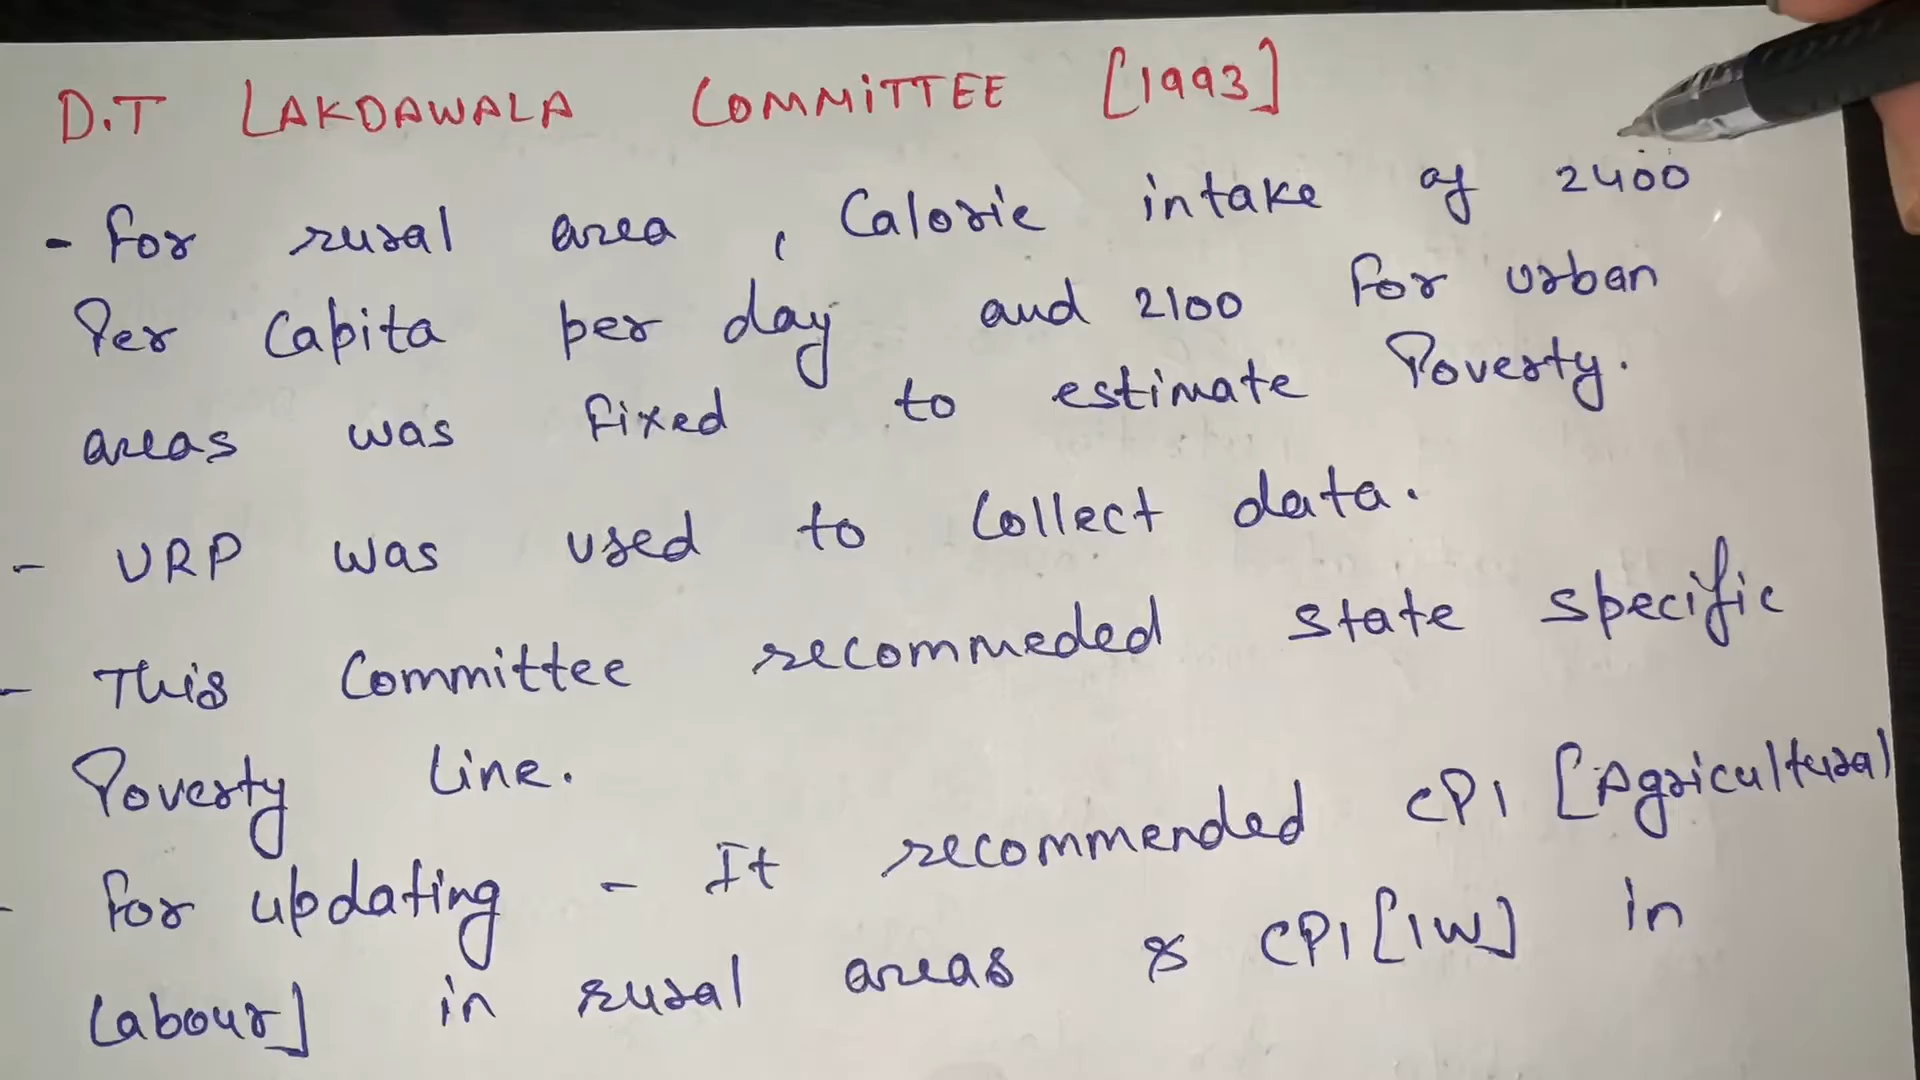 D.T LAKDAWALA COMMiTTEE [1993]
- For rural area, Calorie intake of 2400
Per Capita per day and 2100 for urban
areas was fixed to estimate Poverty.
- URP was used to collect data.
- This Committee recommeded state specific
Poverty Line.
- For updating - It recommended CPI [Agricultural
Labour] in rural areas & CPI [IW] in